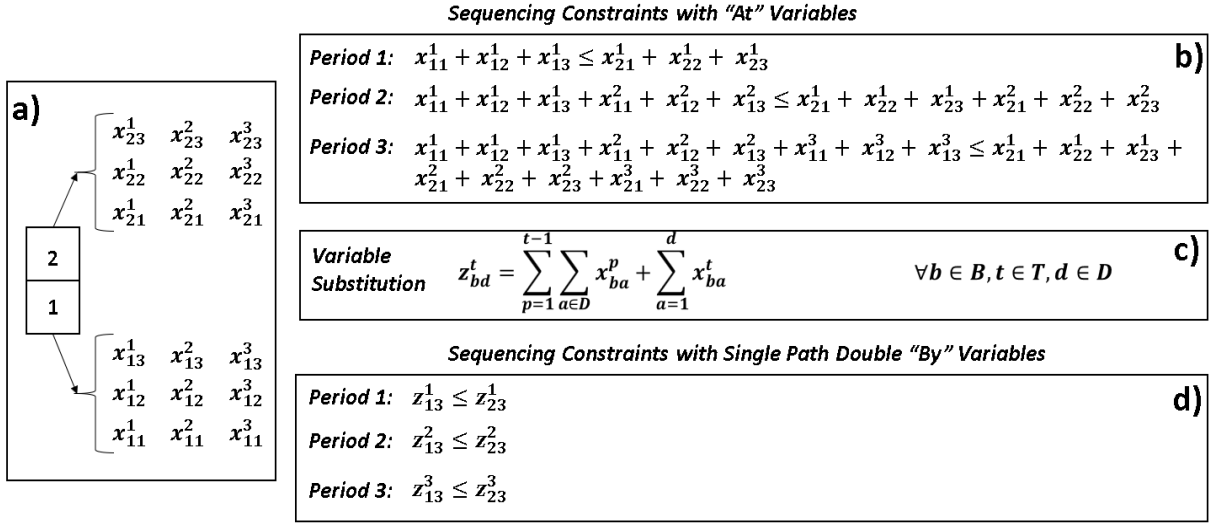 Sequencing Constraints with “At” Variables
a)
x^1_23 x^2_23 x^3_23
x^1_22 x^2_22 x^3_22
x^1_21 x^2_21 x^3_21
2
1
x^1_13 x^2_13 x^3_13
x^1_12 x^2_12 x^3_12
x^1_11 x^2_11 x^3_11
b)
Period 1: x^1_11 + x^1_12 + x^1_13 ≤ x^1_21 + x^1_22 + x^1_23
Period 2: x^1_11 + x^1_12 + x^1_13 + x^2_11 + x^2_12 + x^2_13 ≤ x^1_21 + x^1_22 + x^1_23 + x^2_21 + x^2_22 + x^2_23
Period 3: x^1_11 + x^1_12 + x^1_13 + x^2_11 + x^2_12 + x^2_13 + x^3_11 + x^3_12 + x^3_13 ≤ x^1_21 + x^1_22 + x^1_23 +
x^2_21 + x^2_22 + x^2_23 + x^3_21 + x^3_22 + x^3_23
c)
Variable
Substitution
z^t_bd = ∑_{p=1}^{t−1} ∑_{a∈D} x^p_ba + ∑_{a=1}^{d} x^t_ba ∀b ∈ B, t ∈ T, d ∈ D
Sequencing Constraints with Single Path Double “By” Variables
d)
Period 1: z^1_13 ≤ z^1_23
Period 2: z^2_13 ≤ z^2_23
Period 3: z^3_13 ≤ z^3_23